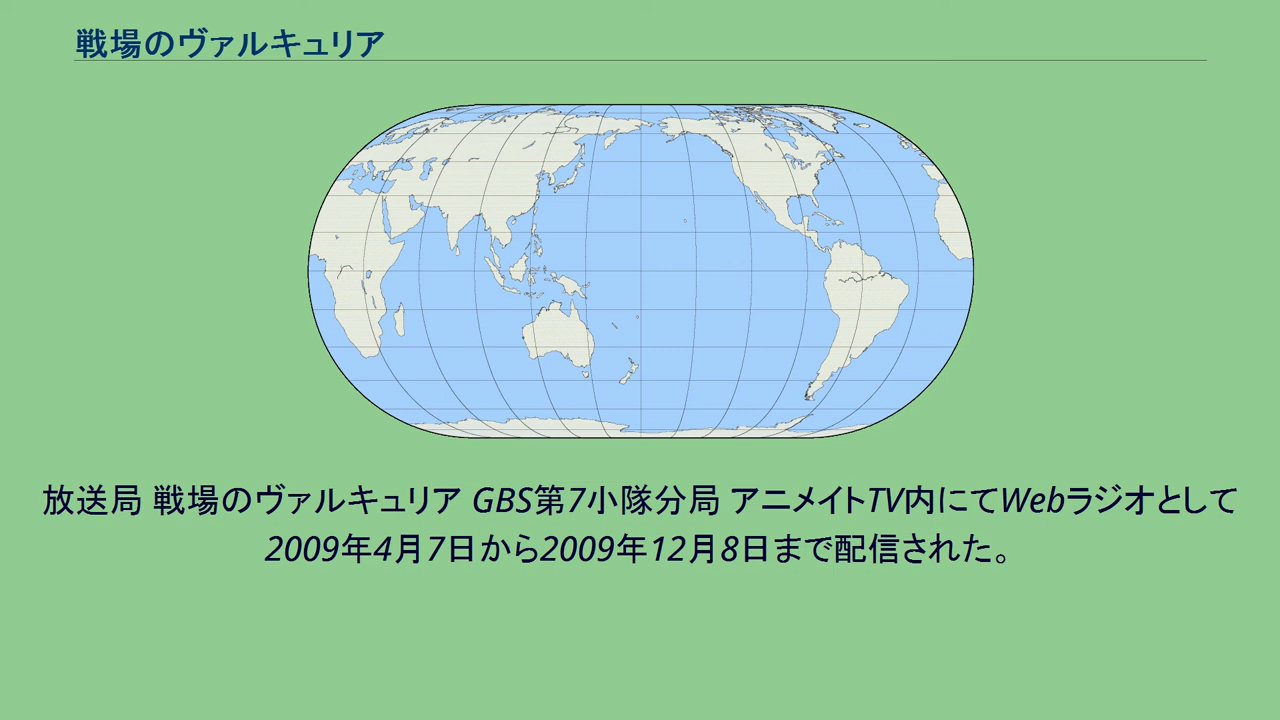 戦場のヴァルキュリア
放送局 戦場のヴァルキュリア GBS第7小隊分局 アニメイトTV内にてWebラジオとして
2009年4月7日から2009年12月8日まで配信された。